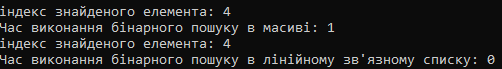 індекс знайденого елемента: 4
Час виконання бінарного пошуку в масиві: 1
індекс знайденого елемента: 4
Час виконання бінарного пошуку в лінійному зв'язному списку: 0